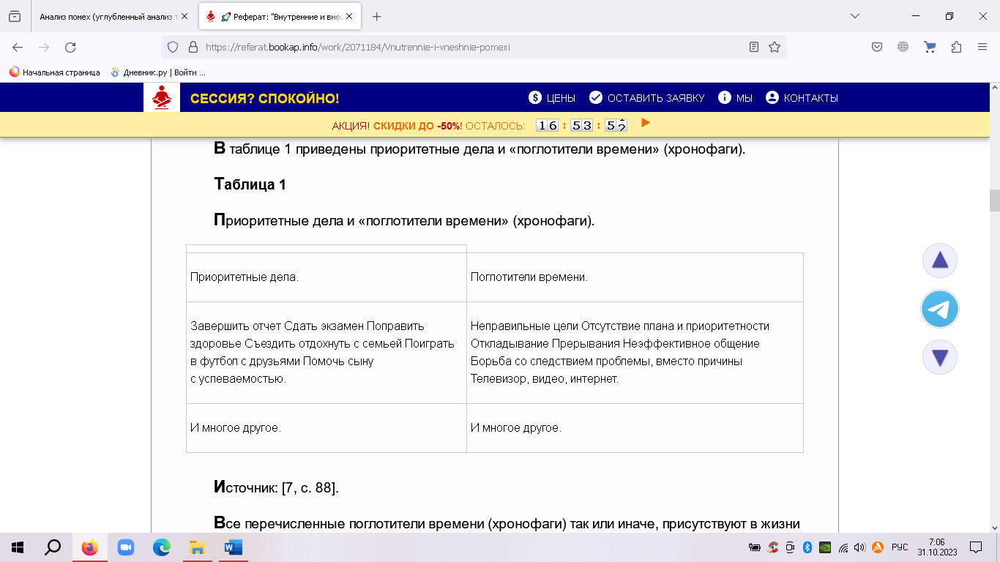 Анализ помех (углубленный анализ т
🚀 Реферат: "Внутренние и внеш
https://referat.bookap.info/work/2071184/Vnutrennie-i-vneshnie-pomexi
Начальная страница
Дневник.ру | Войти ...
СЕССИЯ? СПОКОЙНО!
ЦЕНЫ
ОСТАВИТЬ ЗАЯВКУ
МЫ
КОНТАКТЫ
АКЦИЯ! СКИДКИ ДО -50%! ОСТАЛОСЬ: 16 : 53 : 52
В таблице 1 приведены приоритетные дела и «поглотители времени» (хронофаги).
Таблица 1
Приоритетные дела и «поглотители времени» (хронофаги).
Приоритетные дела.
Поглотители времени.
Завершить отчет Сдать экзамен Поправить
здоровье Съездить отдохнуть с семьей Поиграть
в футбол с друзьями Помочь сыну
с успеваемостью.
Неправильные цели Отсутствие плана и приоритетности
Откладывание Прерывания Неэффективное общение
Борьба со следствием проблемы, вместо причины
Телевизор, видео, интернет.
И многое другое.
И многое другое.
Источник: [7, с. 88].
Все перечисленные поглотители времени (хронофаги) так или иначе, присутствуют в жизни
РУС
7:06
31.10.2023